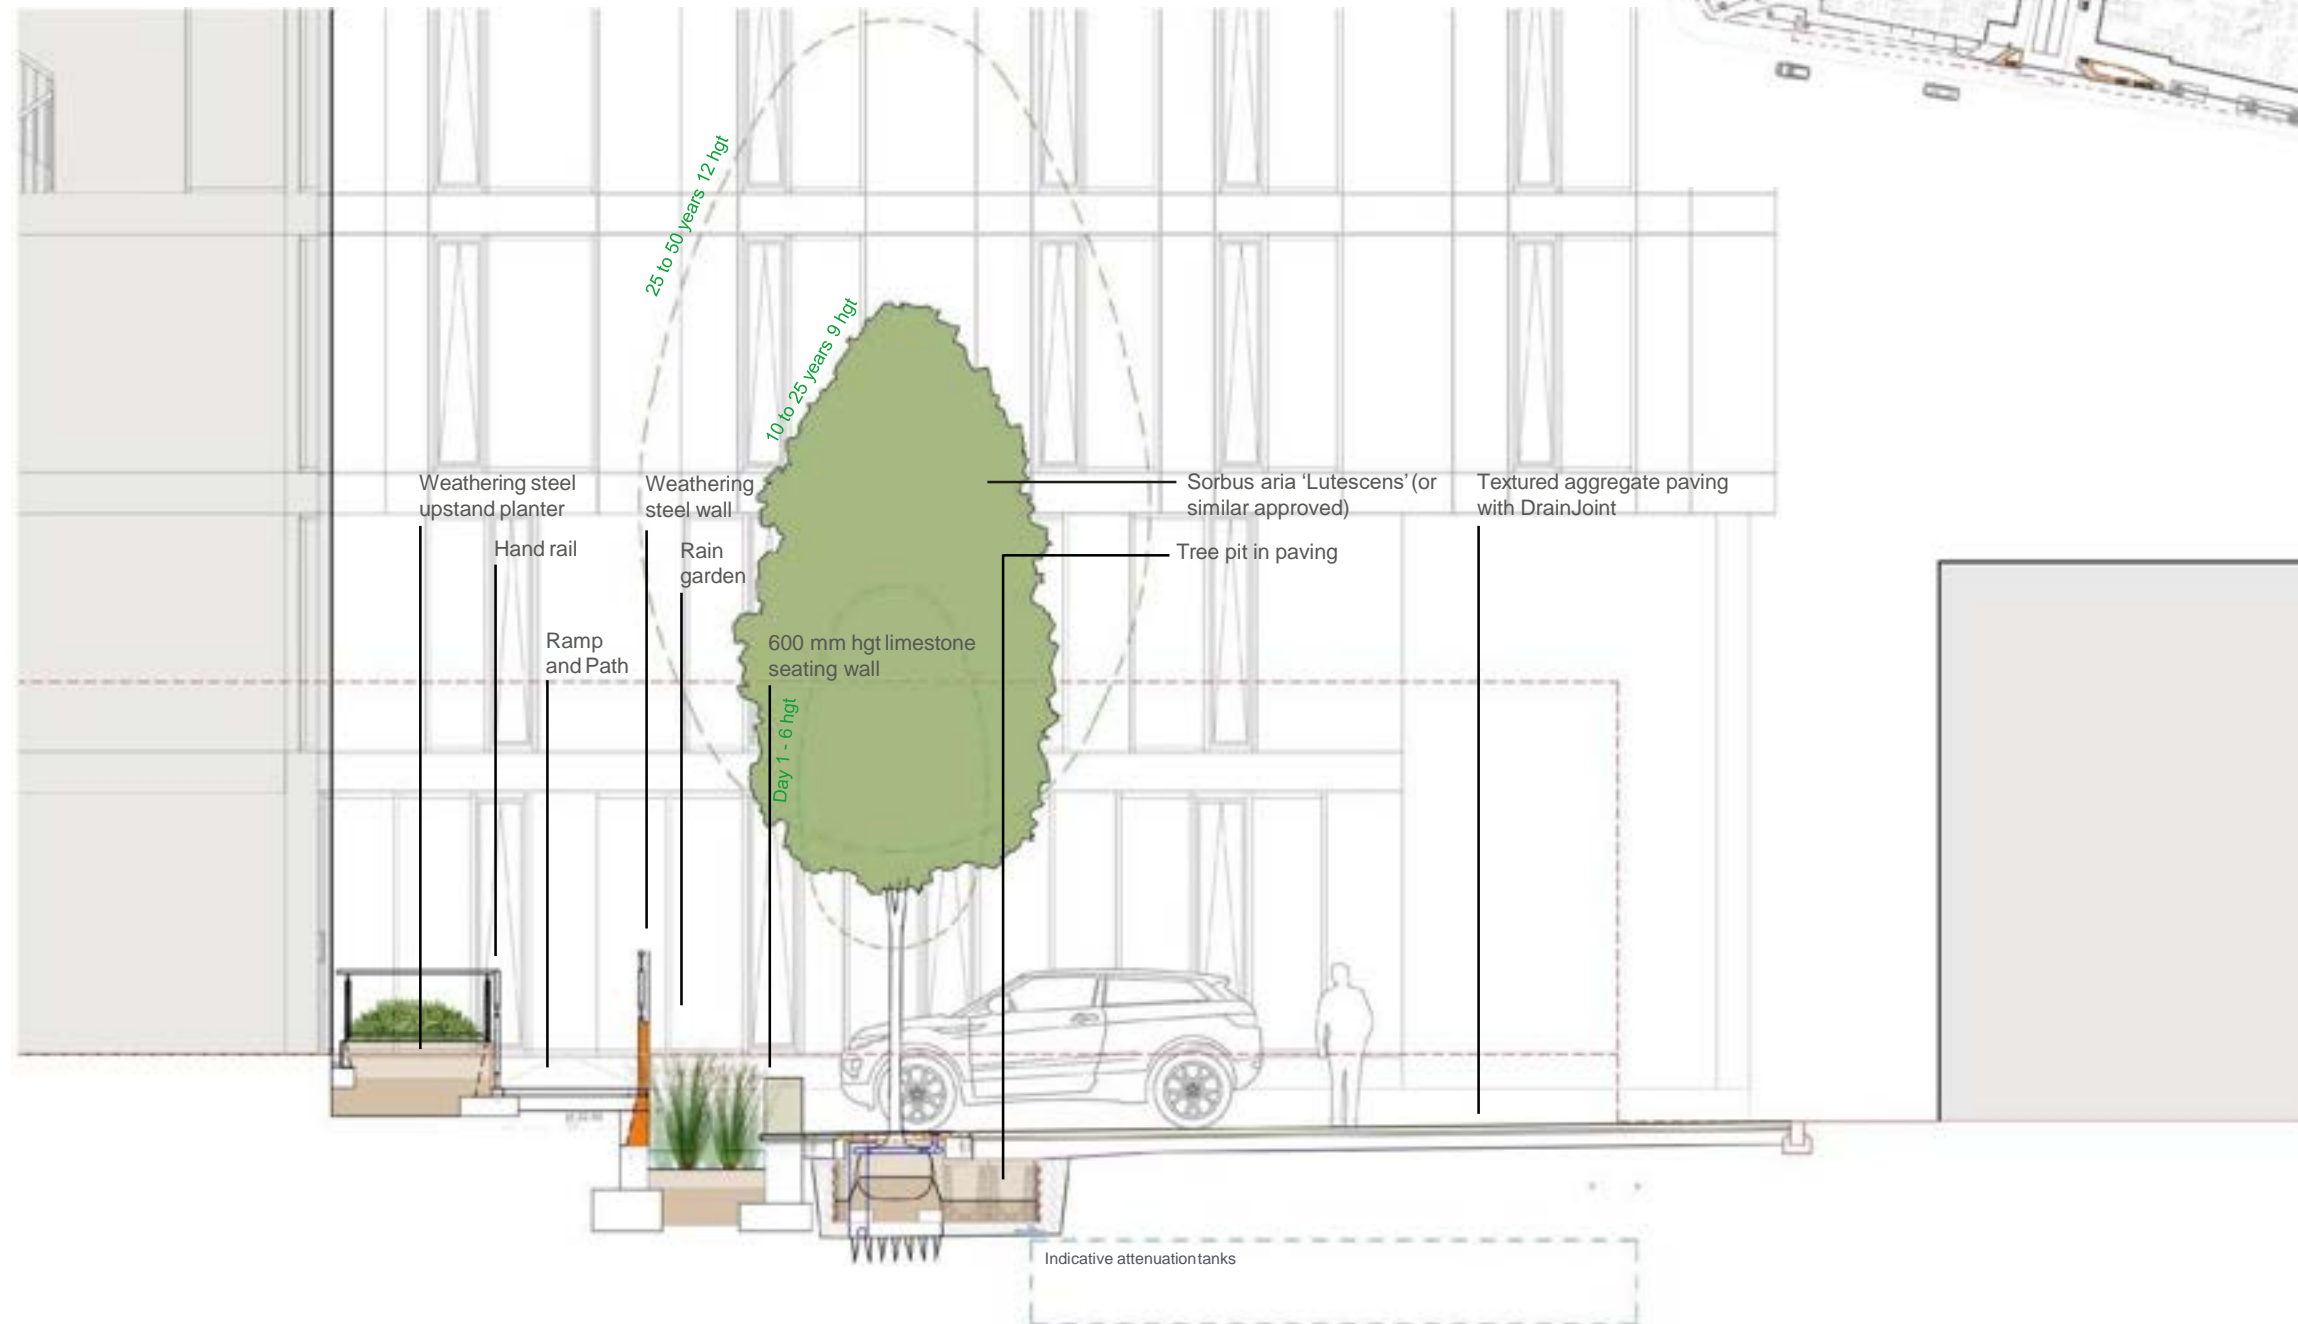 25 to 50 years 12 hgt
10 to 25 years 9 hgt
Weathering steel
upstand planter
Hand rail
Ramp
and Path
Weathering
steel wall
Rain
garden
600 mm hgt limestone
seating wall
Day 1 - 6 hgt
Sorbus aria ‘Lutescens’ (or
similar approved)
Tree pit in paving
Textured aggregate paving
with DrainJoint
Indicative attenuation tanks